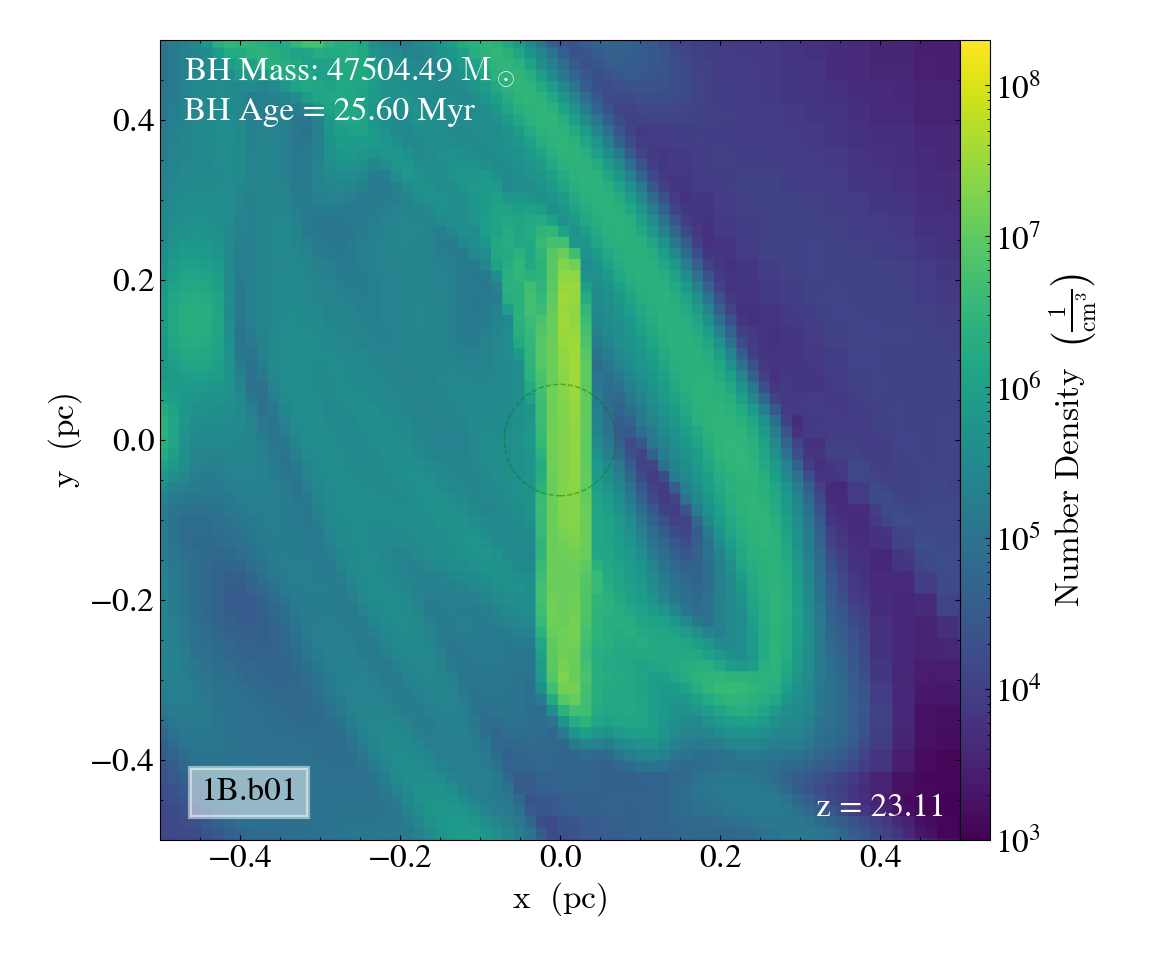 BH Mass: 47504.49 M⊙
BH Age = 25.60 Myr
1B.b01
z = 23.11
0.4
0.2
0.0
−0.2
−0.4
y (pc)
−0.4 −0.2 0.0 0.2 0.4
x (pc)
10⁸
10⁷
10⁶
10⁵
10⁴
10³
Number Density (1/cm³)